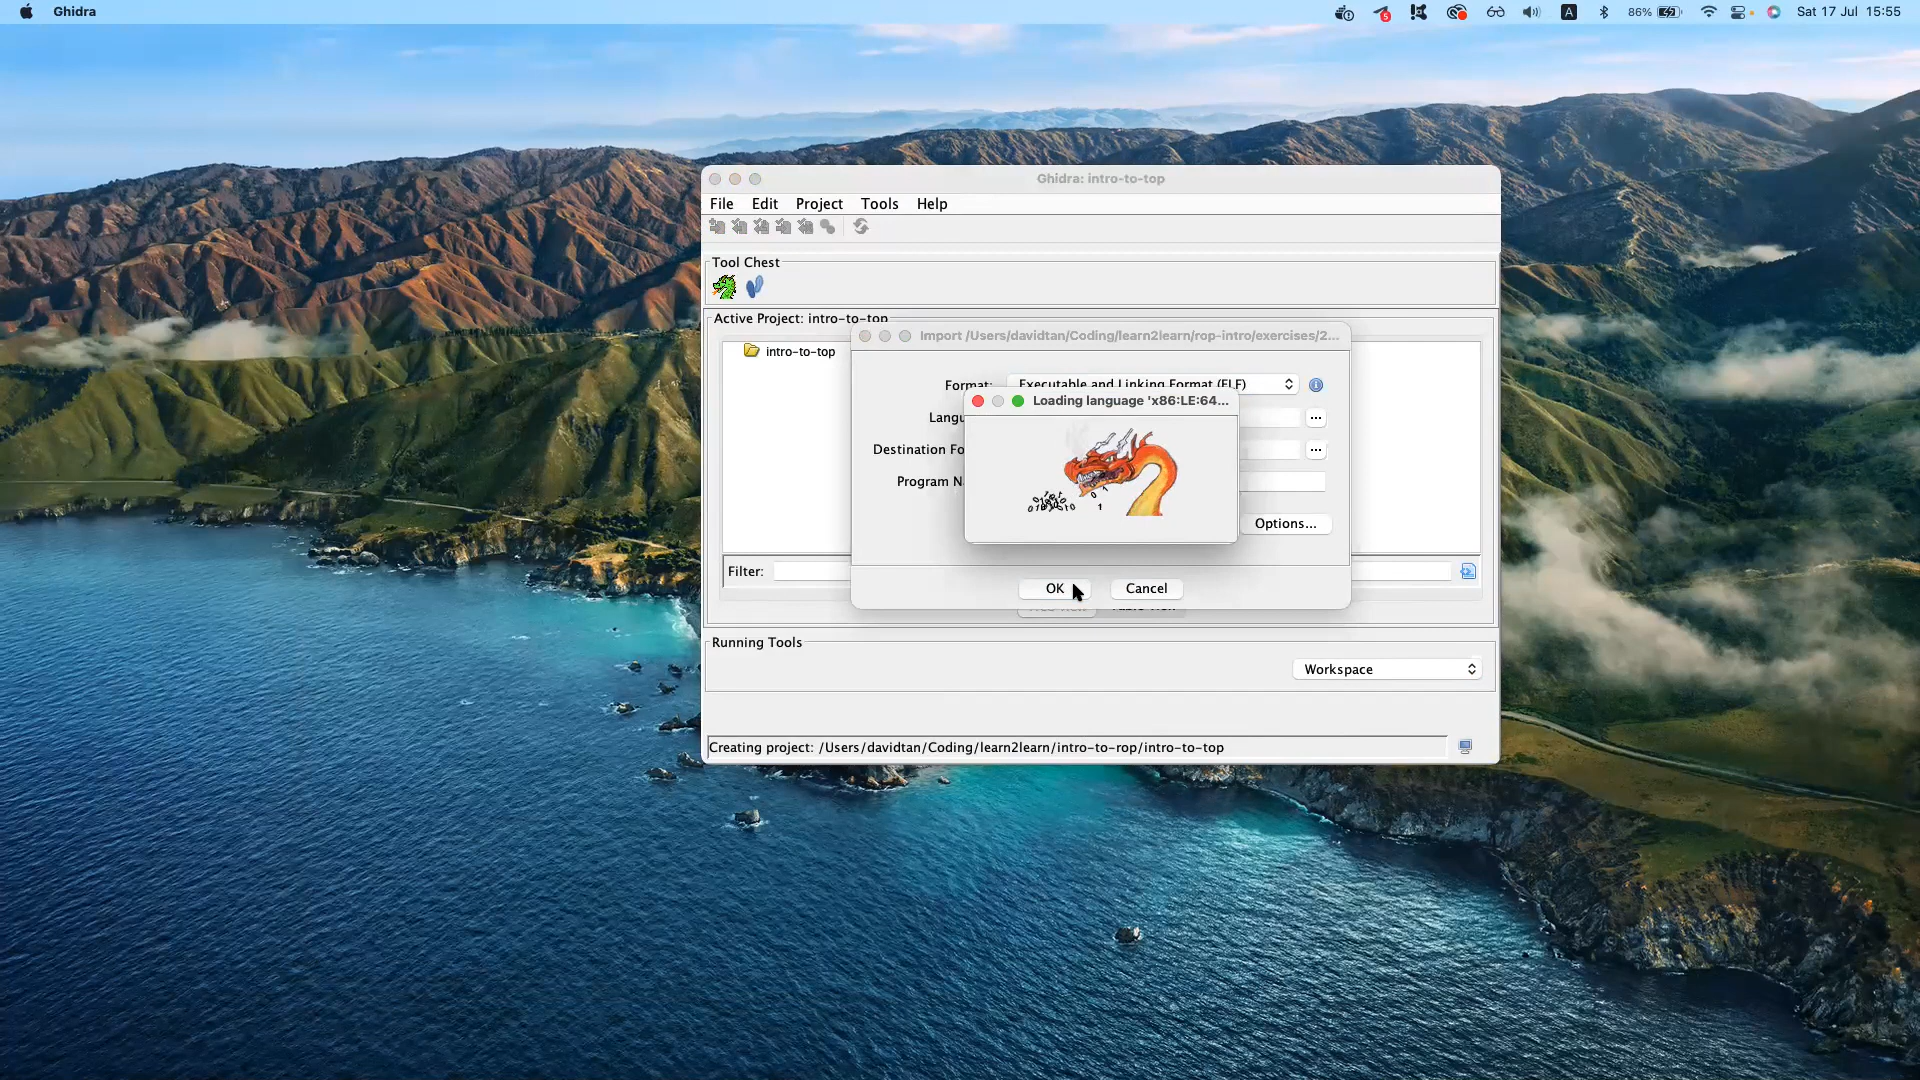 Ghidra
5
A
86%
Sat 17 Jul 15:55
Ghidra: intro-to-top
File Edit Project Tools Help
Tool Chest
Active Project: intro-to-top
intro-to-top
Import /Users/davidtan/Coding/learn2learn/rop-intro/exercises/2...
Format: Executable and Linking Format (ELF)
Loading language 'x86:LE:64...
Langu
...
Destination Fo
...
Program Na
Options...
Filter:
OK Cancel
Running Tools
Workspace
Creating project: /Users/davidtan/Coding/learn2learn/intro-to-rop/intro-to-top